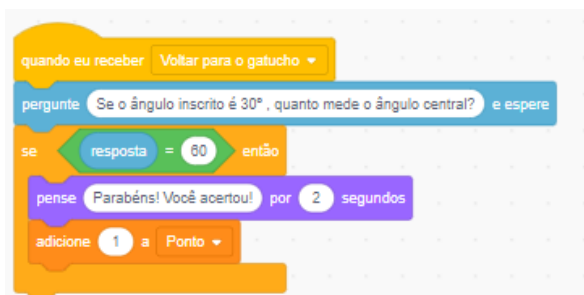 quando eu receber Voltar para o gatucho
pergunte Se o ângulo inscrito é 30º , quanto mede o ângulo central? e espere
se resposta = 60 então
pense Parabéns! Você acertou! por 2 segundos
adicione 1 a Ponto